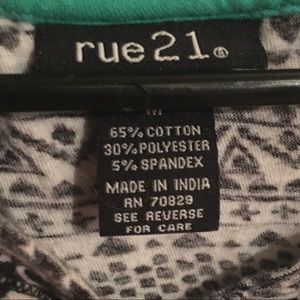 rue21®
M
65% COTTON
30% POLYESTER
5% SPANDEX
MADE IN INDIA
RN 70829
SEE REVERSE
FOR CARE